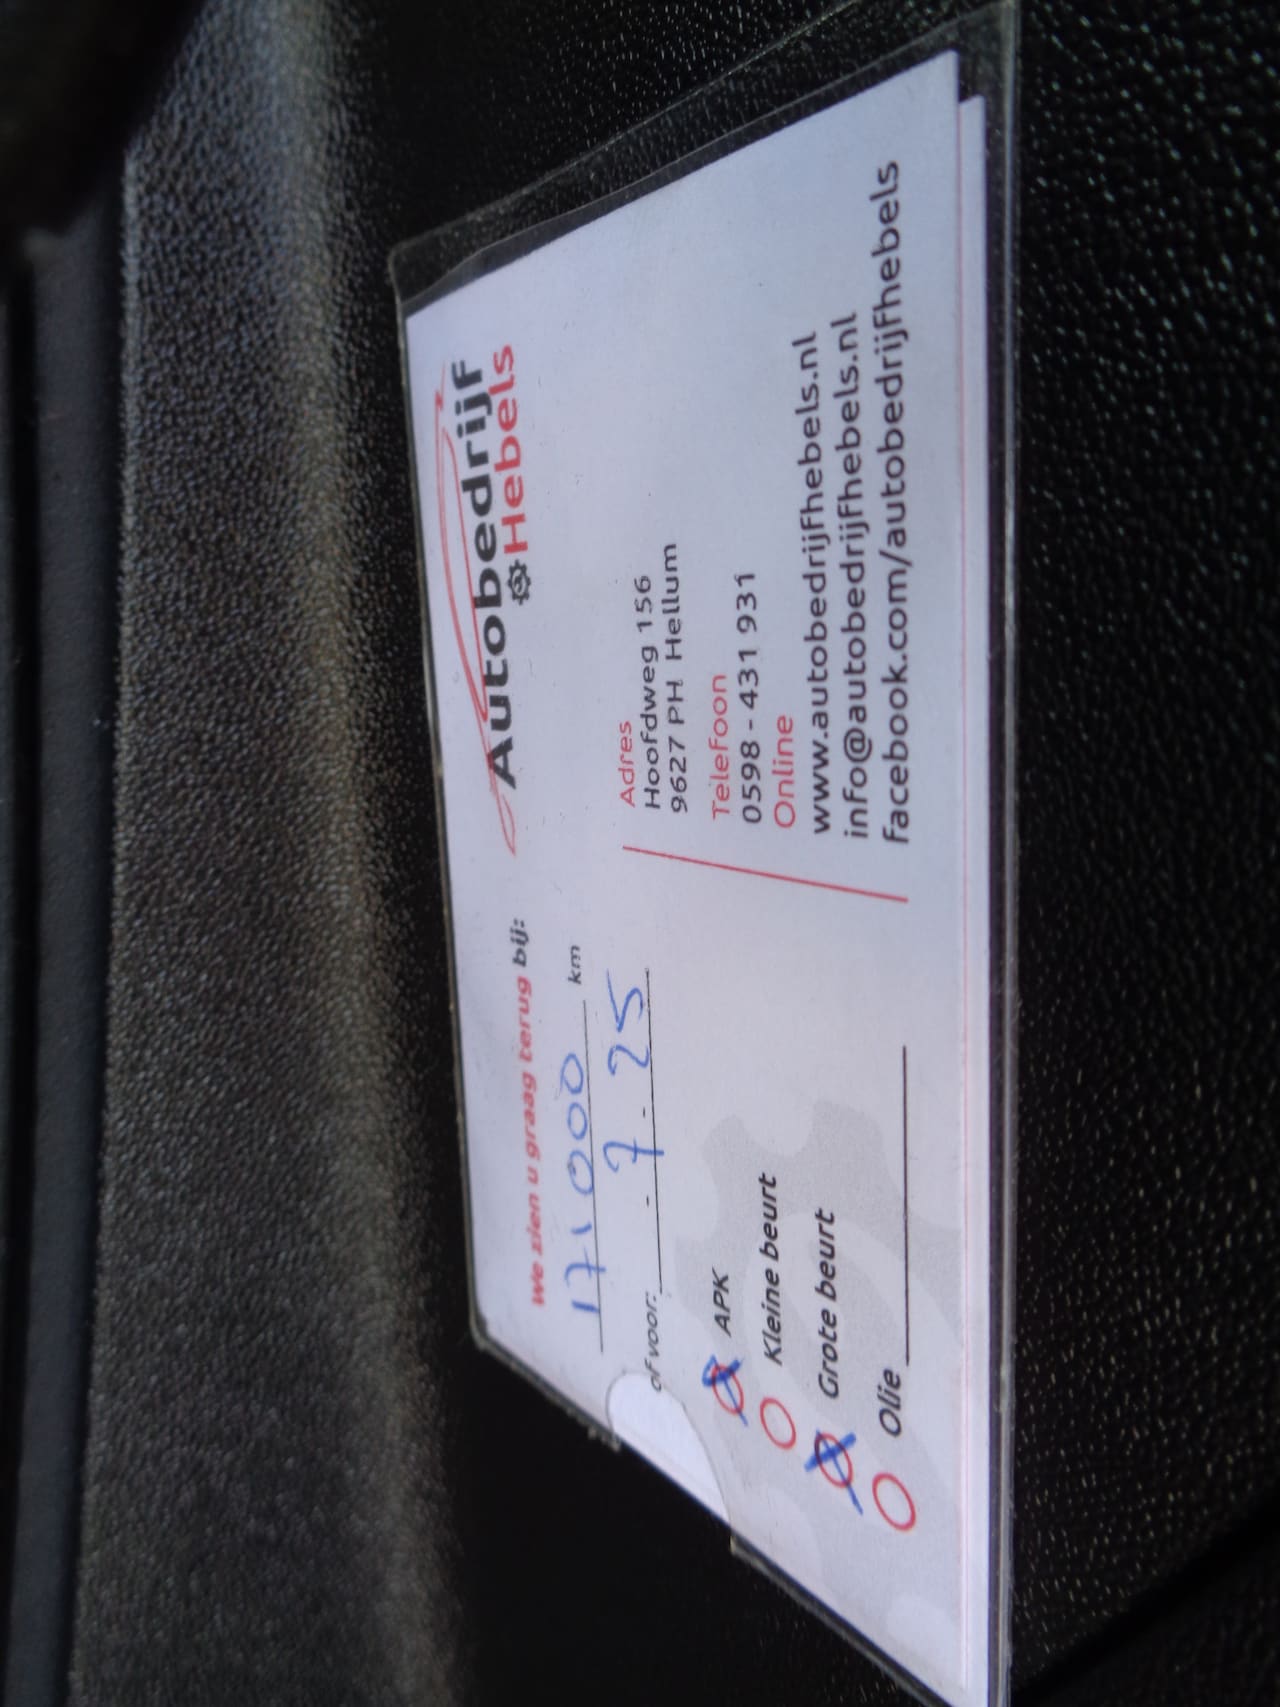 Autobedrijf
Hebels
We zien u graag terug bij:
171000 km
of voor: - 7 - 25
APK
Kleine beurt
Grote beurt
Olie
Adres
Hoofdweg 156
9627 PH Hellum
Telefoon
0598 - 431 931
Online
www.autobedrijfhebels.nl
info@autobedrijfhebels.nl
facebook.com/autobedrijfhebels